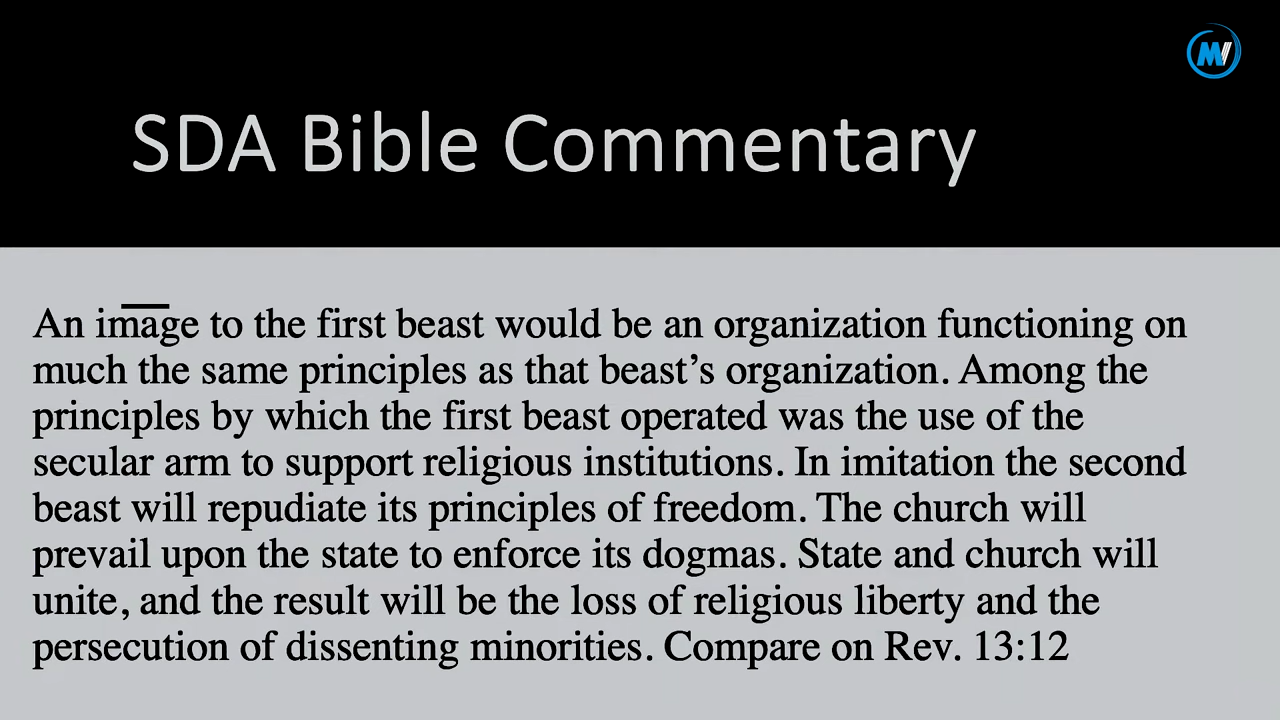 MV
SDA Bible Commentary
An image to the first beast would be an organization functioning on
much the same principles as that beast’s organization. Among the
principles by which the first beast operated was the use of the
secular arm to support religious institutions. In imitation the second
beast will repudiate its principles of freedom. The church will
prevail upon the state to enforce its dogmas. State and church will
unite, and the result will be the loss of religious liberty and the
persecution of dissenting minorities. Compare on Rev. 13:12